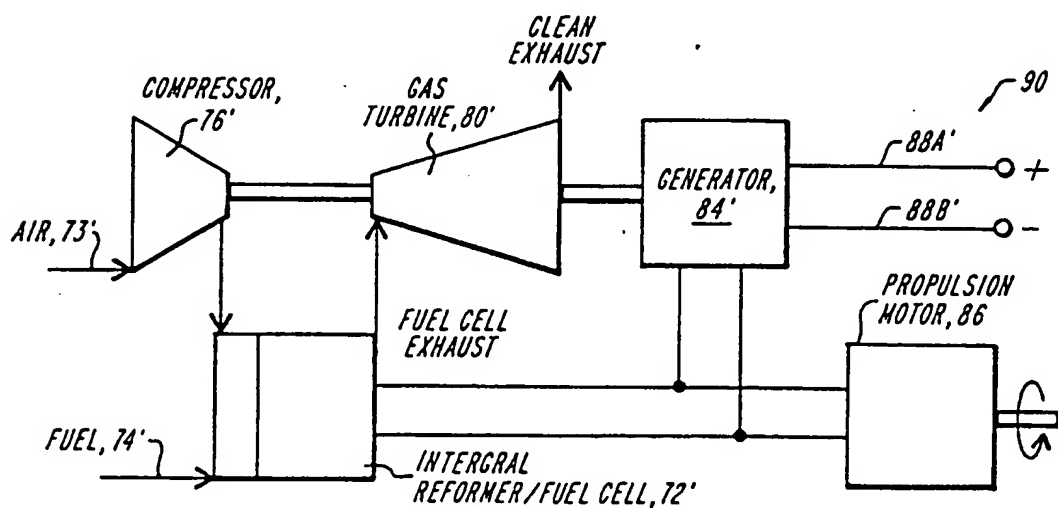 CLEAN
EXHAUST
COMPRESSOR,
76'
GAS
TURBINE, 80'
90
88A'
+
GENERATOR,
84'
88B'
-
AIR, 73'
PROPULSION
MOTOR, 86
FUEL CELL
EXHAUST
FUEL, 74'
INTERGRAL
REFORMER/FUEL CELL, 72'